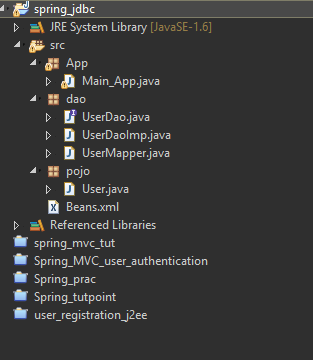 spring_jdbc
JRE System Library [JavaSE-1.6]
src
App
Main_App.java
dao
UserDao.java
UserDaoImp.java
UserMapper.java
pojo
User.java
Beans.xml
Referenced Libraries
spring_mvc_tut
Spring_MVC_user_authentication
Spring_prac
Spring_tutpoint
user_registration_j2ee